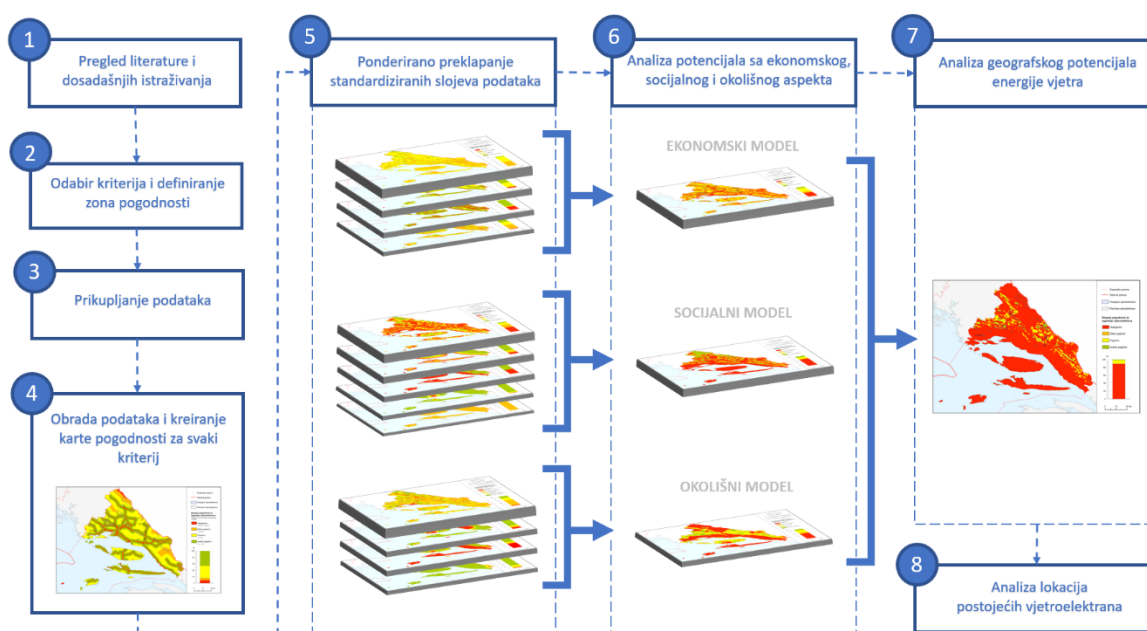 1
Pregled literature i
dosadašnjih istraživanja
2
Odabir kriterija i definiranje
zona pogodnosti
3
Prikupljanje podataka
4
Obrada podataka i kreiranje
karte pogodnosti za svaki
kriterij
5
Ponderirano preklapanje
standardiziranih slojeva podataka
6
Analiza potencijala sa ekonomskog,
socijalnog i okolišnog aspekta
EKONOMSKI MODEL
SOCIJALNI MODEL
OKOLIŠNI MODEL
7
Analiza geografskog potencijala
energije vjetra
8
Analiza lokacija
postojećih vjetroelektrana